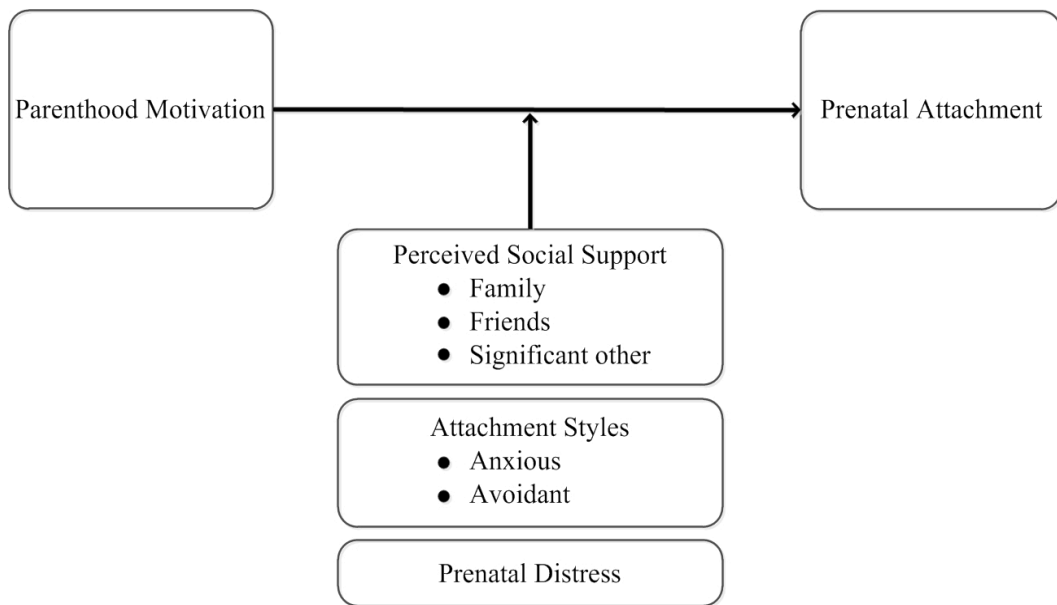 Parenthood Motivation
Prenatal Attachment
Perceived Social Support
● Family
● Friends
● Significant other
Attachment Styles
● Anxious
● Avoidant
Prenatal Distress